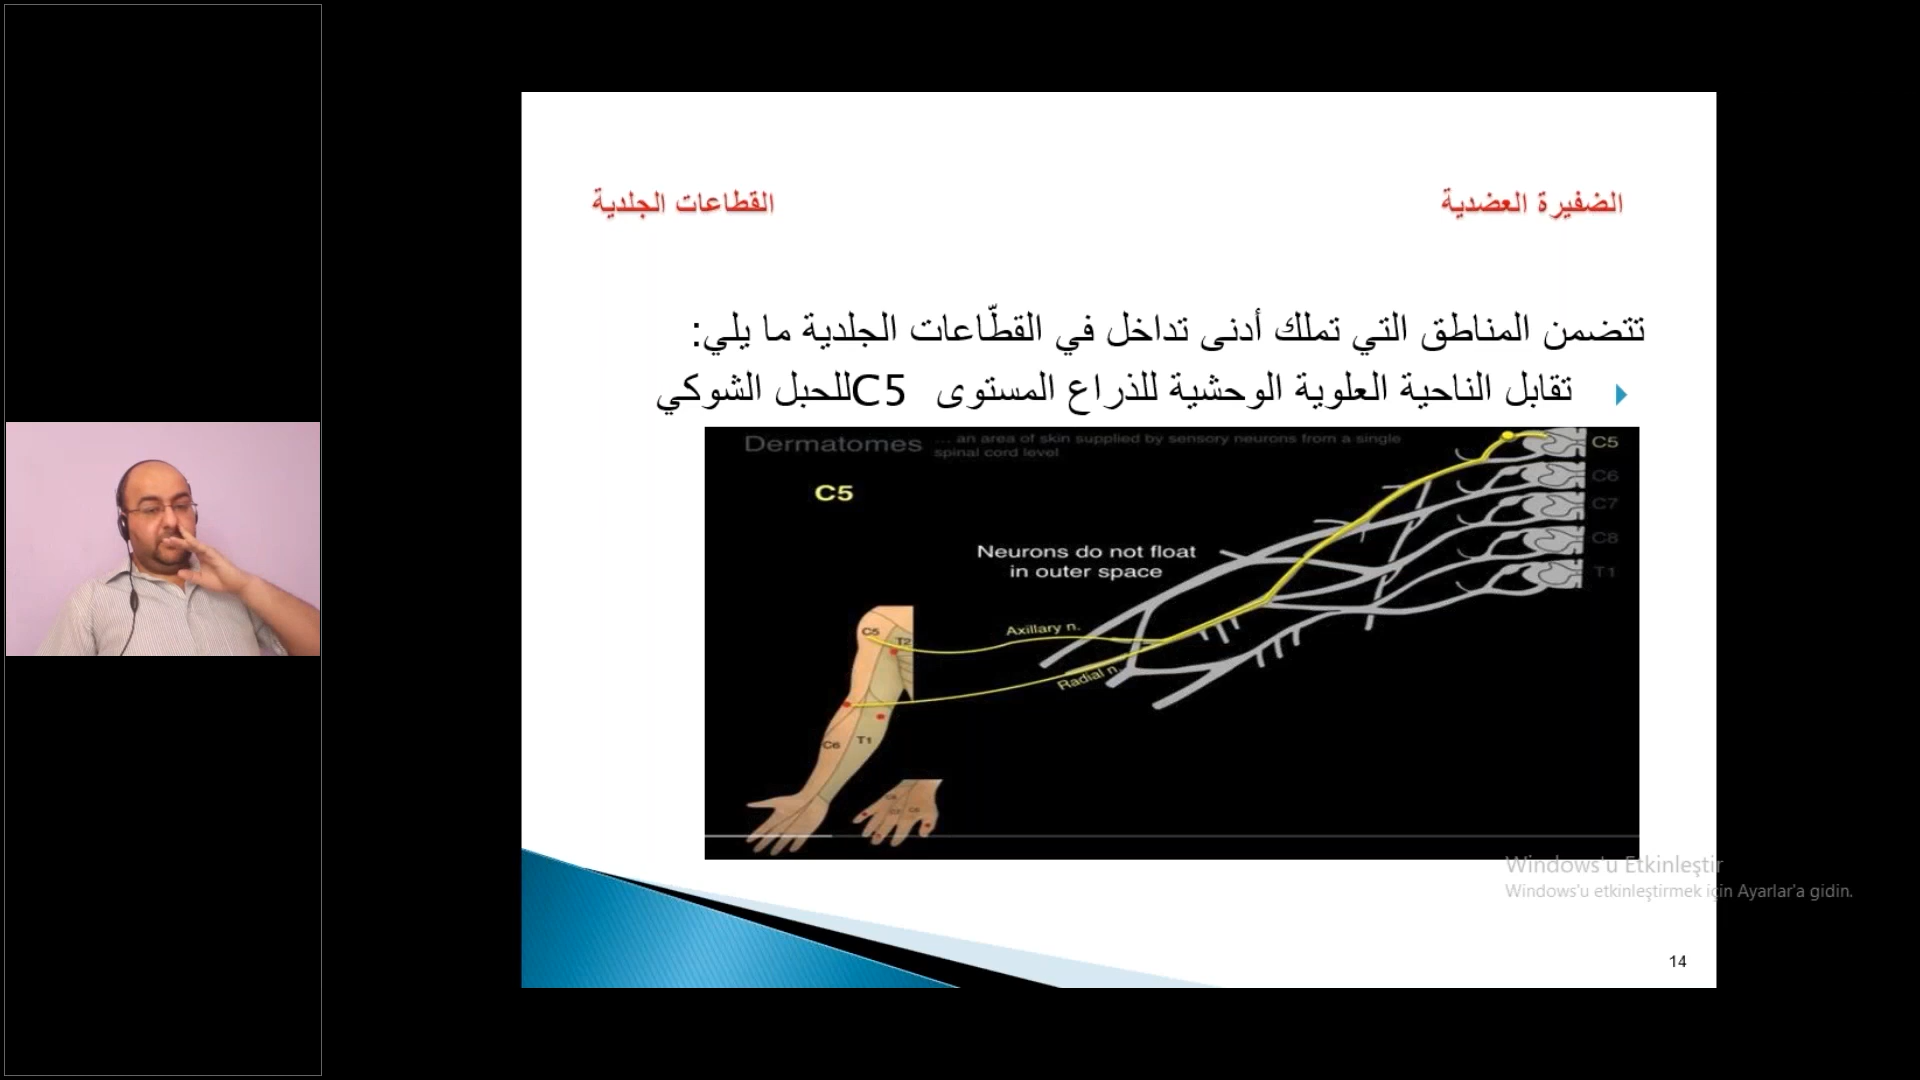 الضفيرة العضدية
القطاعات الجلدية
تتضمن المناطق التي تملك أدنى تداخل في القطّاعات الجلدية ما يلي:
تقابل الناحية العلوية الوحشية للذراع المستوى C5للحبل الشوكي
Dermatomes ... an area of skin supplied by sensory neurons from a single
spinal cord level
C5
C5
C6
C7
C8
T1
Neurons do not float
in outer space
Axillary n.
Radial n.
C5
T2
C6
T1
Windows'u Etkinleştir
Windows'u etkinleştirmek için Ayarlar'a gidin.
14